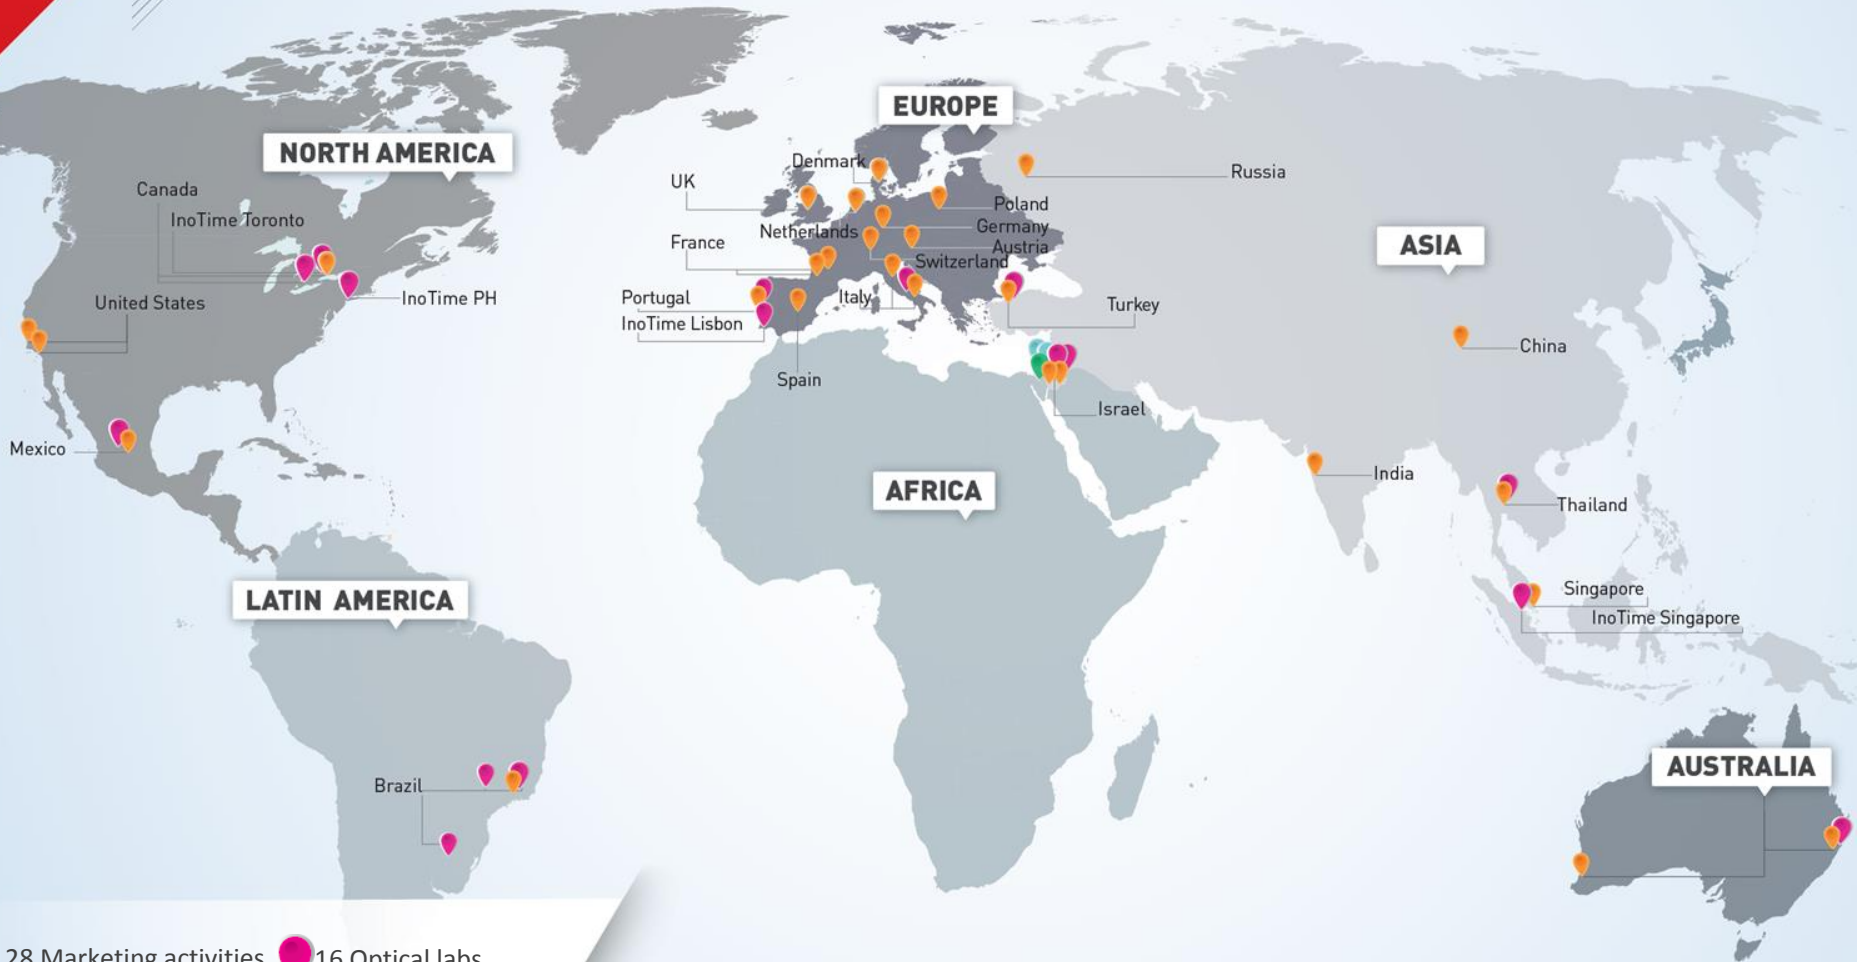 EUROPE
NORTH AMERICA
Denmark
Russia
UK
Canada
Poland
InoTime Toronto
Germany
Netherlands
France
Austria
ASIA
Switzerland
InoTime PH
Portugal
Italy
United States
Turkey
InoTime Lisbon
China
Spain
Israel
Mexico
India
AFRICA
Thailand
Singapore
LATIN AMERICA
InoTime Singapore
AUSTRALIA
Brazil
28 Marketing activities 16 Optical labs